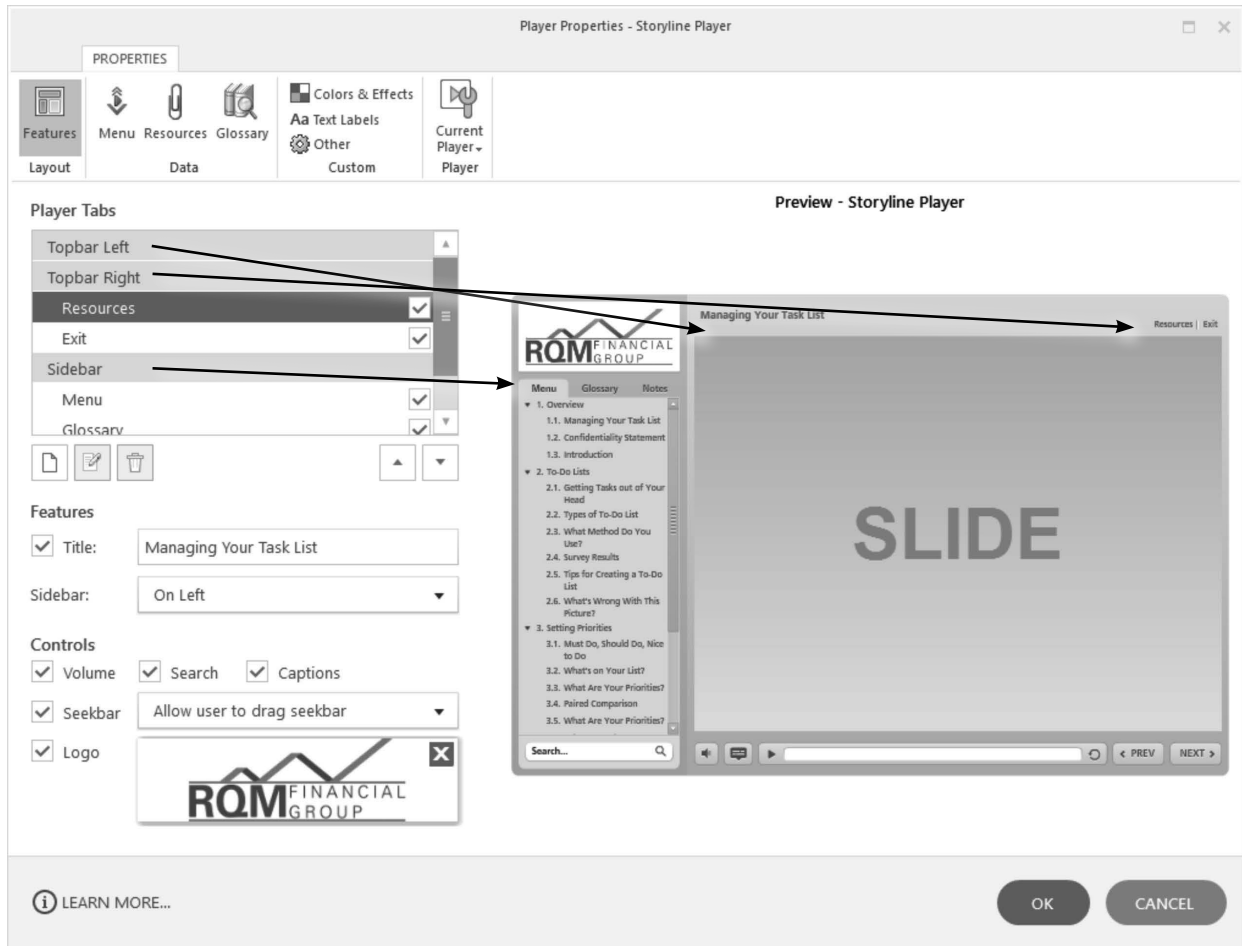 Player Properties - Storyline Player
PROPERTIES
Features
Menu
Resources
Glossary
Colors & Effects
Aa Text Labels
Other
Current
Player
Layout
Data
Custom
Player
Player Tabs
Topbar Left
Topbar Right
Resources
Exit
Sidebar
Menu
Glossary
Features
Title:
Managing Your Task List
Sidebar:
On Left
Controls
Volume
Search
Captions
Seekbar
Allow user to drag seekbar
Logo
RQM FINANCIAL
GROUP
Preview - Storyline Player
RQM FINANCIAL
GROUP
Managing Your Task List
Resources | Exit
Menu
Glossary
Notes
1. Overview
1.1. Managing Your Task List
1.2. Confidentiality Statement
1.3. Introduction
2. To-Do Lists
2.1. Getting Tasks out of Your
Head
2.2. Types of To-Do List
2.3. What Method Do You
Use?
2.4. Survey Results
2.5. Tips for Creating a To-Do
List
2.6. What's Wrong With This
Picture?
3. Setting Priorities
3.1. Must Do, Should Do, Nice
to Do
3.2. What's on Your List?
3.3. What Are Your Priorities?
3.4. Paired Comparison
3.5. What Are Your Priorities?
Search...
SLIDE
< PREV
NEXT >
LEARN MORE...
OK
CANCEL